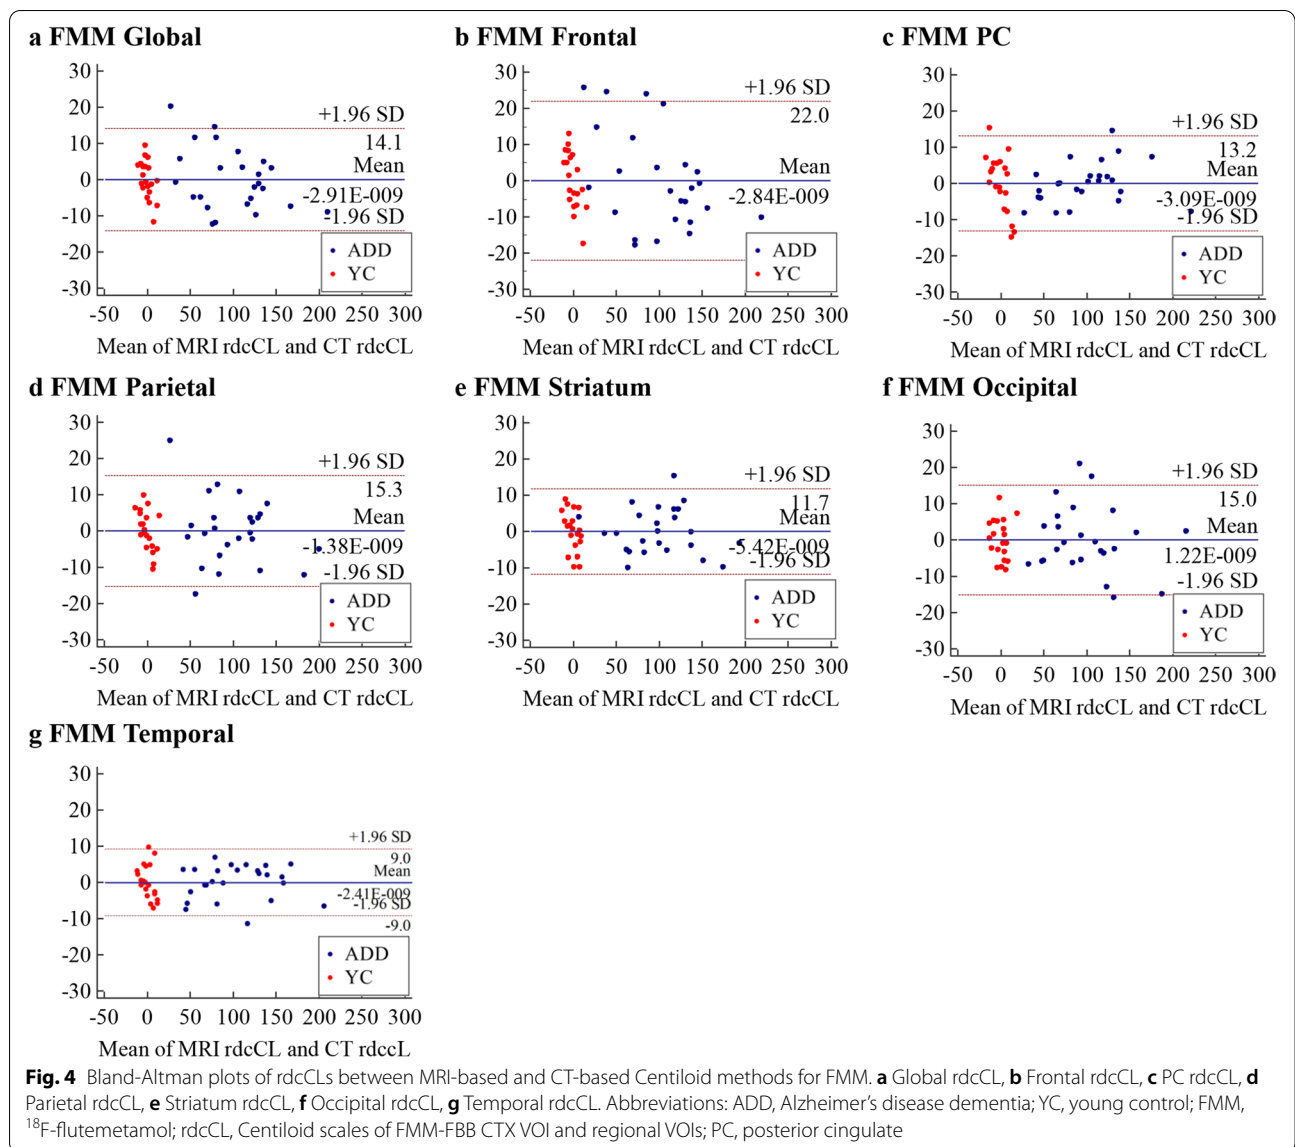 a FMM Global
30
20
10
0
-10
-20
-30
+1.96 SD
14.1
Mean
-2.91E-009
-1.96 SD
ADD
YC
-50 0 50 100 150 200 250 300
Mean of MRI rdcCL and CT rdcCL
b FMM Frontal
30
20
10
0
-10
-20
-30
+1.96 SD
22.0
Mean
-2.84E-009
ADD
YC
-50 0 50 100 150 200 250 300
Mean of MRI rdcCL and CT rdcCL
c FMM PC
30
20
10
0
-10
-20
-30
+1.96 SD
13.2
Mean
-3.09E-009
-1.96 SD
ADD
YC
-50 0 50 100 150 200 250 300
Mean of MRI rdcCL and CT rdcCL
d FMM Parietal
30
20
10
0
-10
-20
-30
+1.96 SD
15.3
Mean
-1.38E-009
-1.96 SD
ADD
YC
-50 0 50 100 150 200 250 300
Mean of MRI rdcCL and CT rdcCL
e FMM Striatum
30
20
10
0
-10
-20
-30
+1.96 SD
11.7
Mean
-5.42E-009
-1.96 SD
ADD
YC
-50 0 50 100 150 200 250 300
Mean of MRI rdcCL and CT rdcCL
f FMM Occipital
30
20
10
0
-10
-20
-30
+1.96 SD
15.0
Mean
1.22E-009
-1.96 SD
ADD
YC
-50 0 50 100 150 200 250 300
Mean of MRI rdcCL and CT rdcCL
g FMM Temporal
30
20
10
0
-10
-20
-30
+1.96 SD
9.0
Mean
-2.41E-009
-1.96 SD
-9.0
ADD
YC
-50 0 50 100 150 200 250 300
Mean of MRI rdcCL and CT rdccL
Fig. 4 Bland-Altman plots of rdcCLs between MRI-based and CT-based Centiloid methods for FMM. a Global rdcCL, b Frontal rdcCL, c PC rdcCL, d
Parietal rdcCL, e Striatum rdcCL, f Occipital rdcCL, g Temporal rdcCL. Abbreviations: ADD, Alzheimer's disease dementia; YC, young control; FMM,
¹⁸F-flutemetamol; rdcCL, Centiloid scales of FMM-FBB CTX VOI and regional VOIs; PC, posterior cingulate